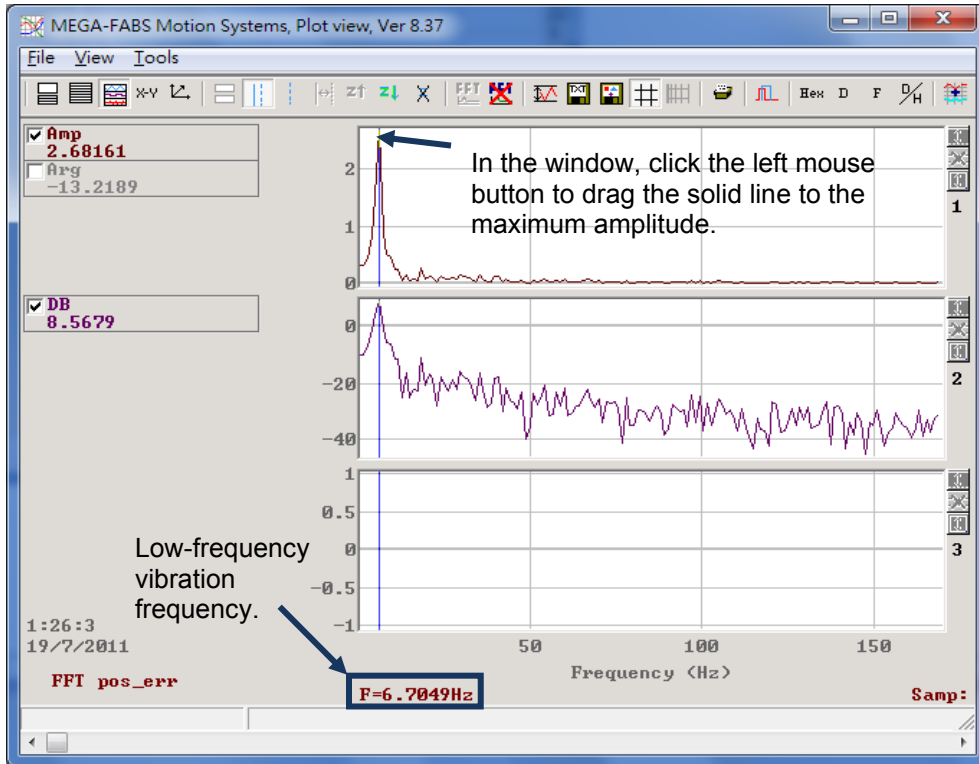 MEGA-FABS Motion Systems, Plot view, Ver 8.37
File View Tools
X-Y FFT TXT Hex D F D/H
Amp
2.68161
Arg
-13.2189
2
1
0
In the window, click the left mouse
button to drag the solid line to the
maximum amplitude.
1
DB
8.5679
0
-20
-40
2
1
0.5
0
-0.5
-1
3
Low-frequency
vibration
frequency.
1:26:3
19/7/2011
50 100 150
Frequency (Hz)
FFT pos_err
F=6.7049Hz
Samp: